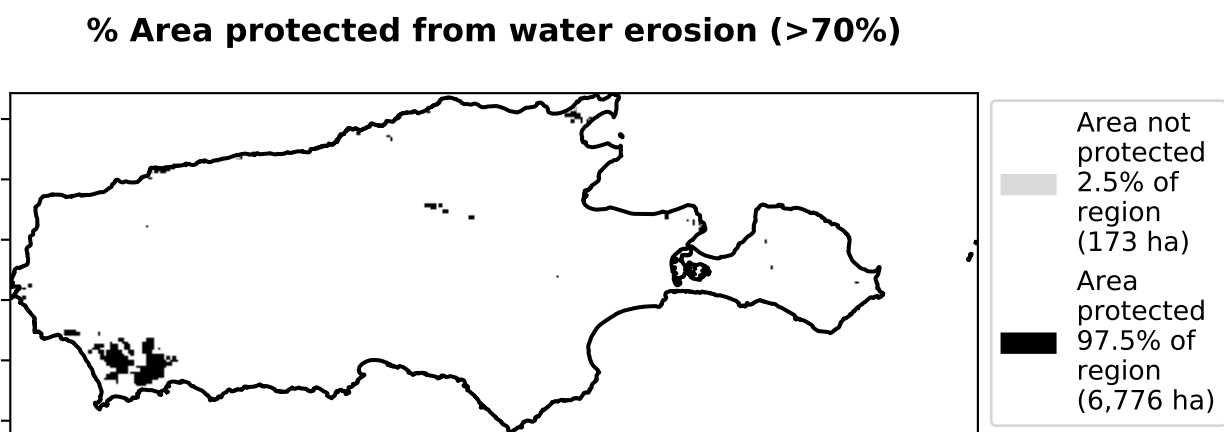 % Area protected from water erosion (>70%)
Area not
protected
2.5% of
region
(173 ha)
Area
protected
97.5% of
region
(6,776 ha)